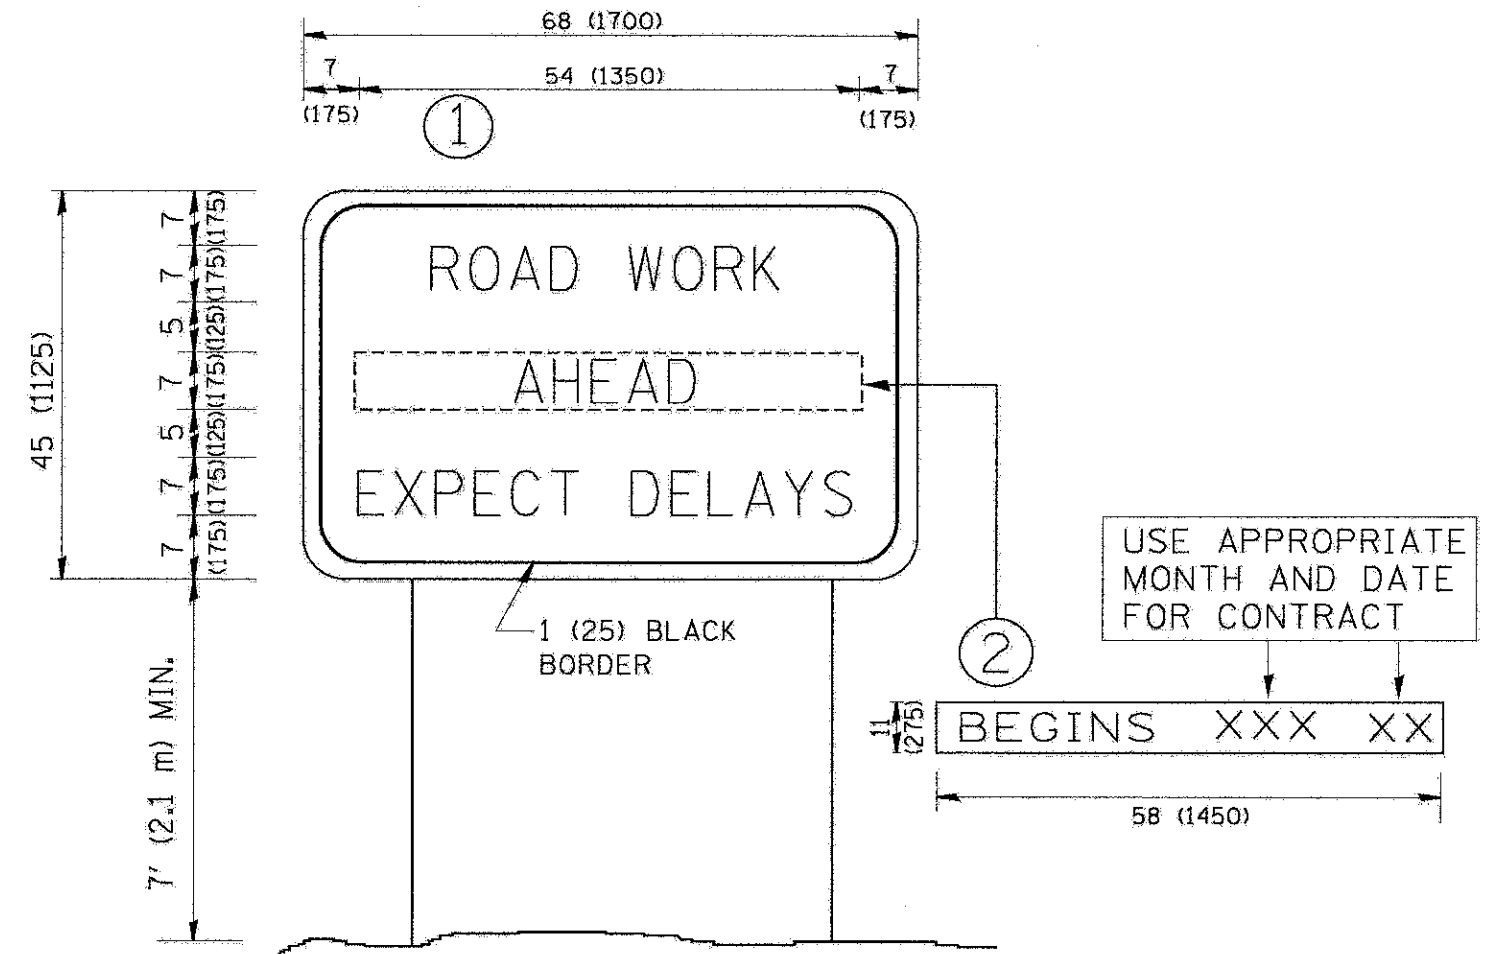 68 (1700)
7 54 (1350) 7
(175) (175)
1
7 (175)
7 (175)
5 (125)
7 (175)
5 (125)
7 (175)
7 (175)
45 (1125)
ROAD WORK
AHEAD
EXPECT DELAYS
1 (25) BLACK
BORDER
7' (2.1 m) MIN.
USE APPROPRIATE
MONTH AND DATE
FOR CONTRACT
2
11
(275)
BEGINS XXX XX
58 (1450)